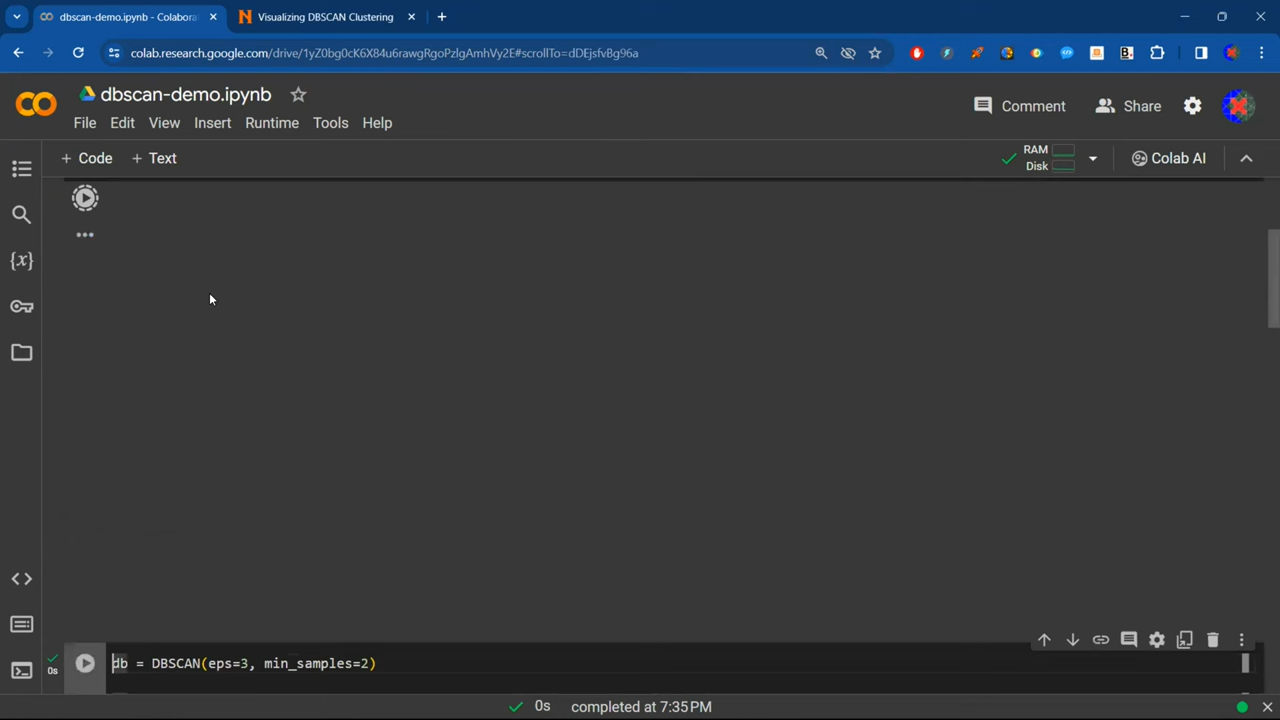 dbscan-demo.ipynb - Colabora
Visualizing DBSCAN Clustering
colab.research.google.com/drive/1yZ0bg0cK6X84u6rawgRgoPzlgAmhVy2E#scrollTo=dDEjsfvBg96a
dbscan-demo.ipynb
Comment
Share
File Edit View Insert Runtime Tools Help
+ Code + Text
RAM
Disk
Colab AI
{x}
db = DBSCAN(eps=3, min_samples=2)
0s
0s completed at 7:35 PM